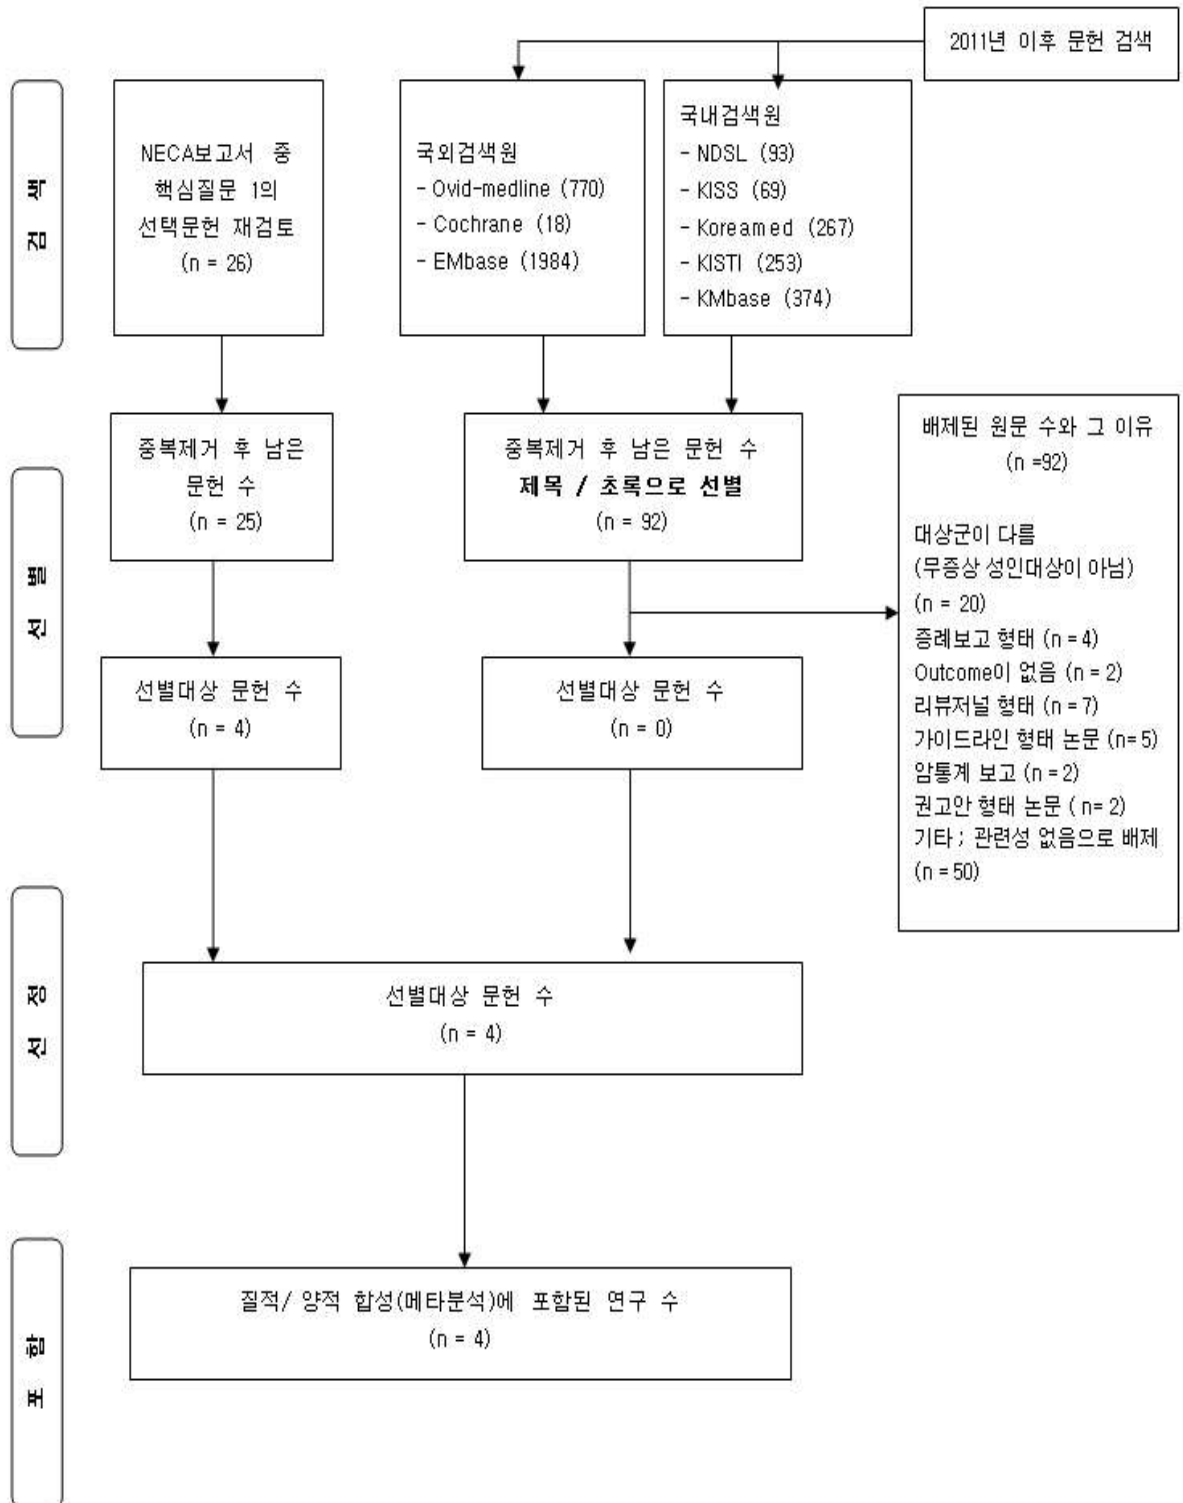 2011년 이후 문헌 검색
검 색
NECA보고서 중
핵심질문 1의
선택문헌 재검토
(n = 26)
국외검색원
- Ovid-medline (770)
- Cochrane (18)
- EMbase (1984)
국내검색원
- NDSL (93)
- KISS (69)
- Koreamed (267)
- KISTI (253)
- KMbase (374)
선 별
중복제거 후 남은
문헌 수
(n = 25)
중복제거 후 남은 문헌 수
제목 / 초록으로 선별
(n = 92)
배제된 원문 수와 그 이유
(n =92)
대상군이 다름
(무증상 성인대상이 아님)
(n = 20)
증례보고 형태 (n = 4)
Outcome이 없음 (n = 2)
리뷰저널 형태 (n = 7)
가이드라인 형태 논문 (n= 5)
암통계 보고 (n = 2)
권고안 형태 논문 ( n= 2)
기타 ; 관련성 없음으로 배제
(n = 50)
선별대상 문헌 수
(n = 4)
선별대상 문헌 수
(n = 0)
선 정
선별대상 문헌 수
(n = 4)
포 함
질적/ 양적 합성(메타분석)에 포함된 연구 수
(n = 4)